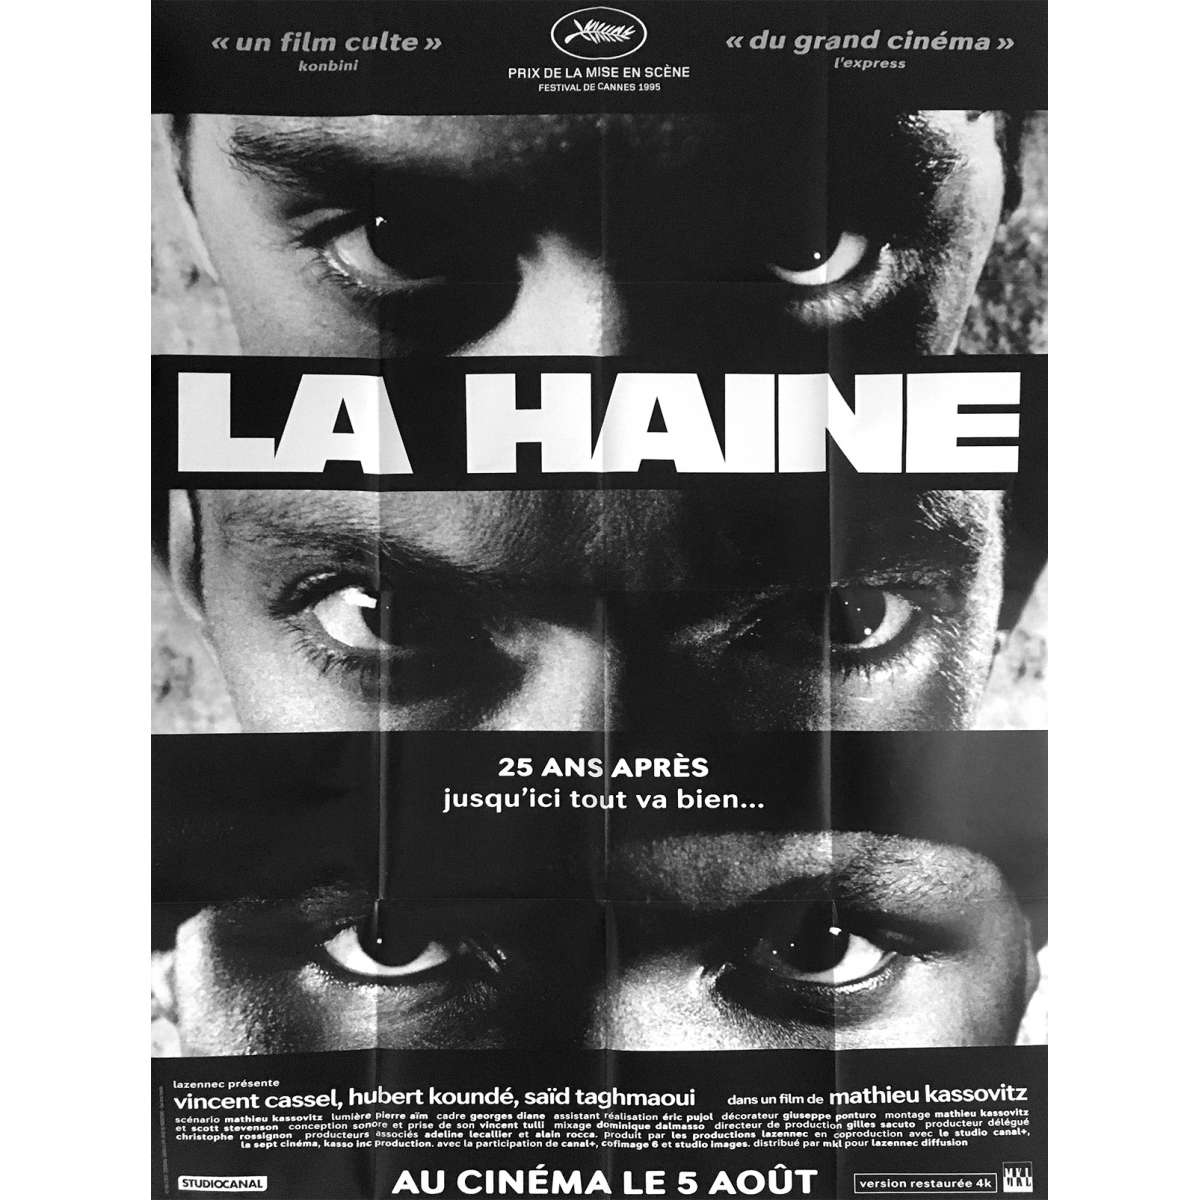 « un film culte »
konbini
PRIX DE LA MISE EN SCÈNE
FESTIVAL DE CANNES 1995
« du grand cinéma »
l'express
LA HAINE
25 ANS APRÈS
jusqu'ici tout va bien...
lazennec présente
vincent cassel, hubert koundé, saïd taghmaoui dans un film de mathieu kassovitz
scénario mathieu kassovitz lumière pierre aïm cadre georges diane assistant réalisation éric pujol décorateur giuseppe ponturo montage mathieu kassovitz
et scott stevenson conception sonore et prise de son vincent tulli mixage dominique dalmasso directeur de production gilles sacuto producteur délégué
christophe rossignon producteurs associés adeline lecallier et alain rocca. produit par les productions lazennec en coproduction avec le studio canal+,
la sept cinéma, kasso inc production. avec la participation de canal+, cofimage 6 et studio images. distribué par mkl pour lazennec diffusion
STUDIOCANAL
AU CINÉMA LE 5 AOÛT
version restaurée 4k
MKL